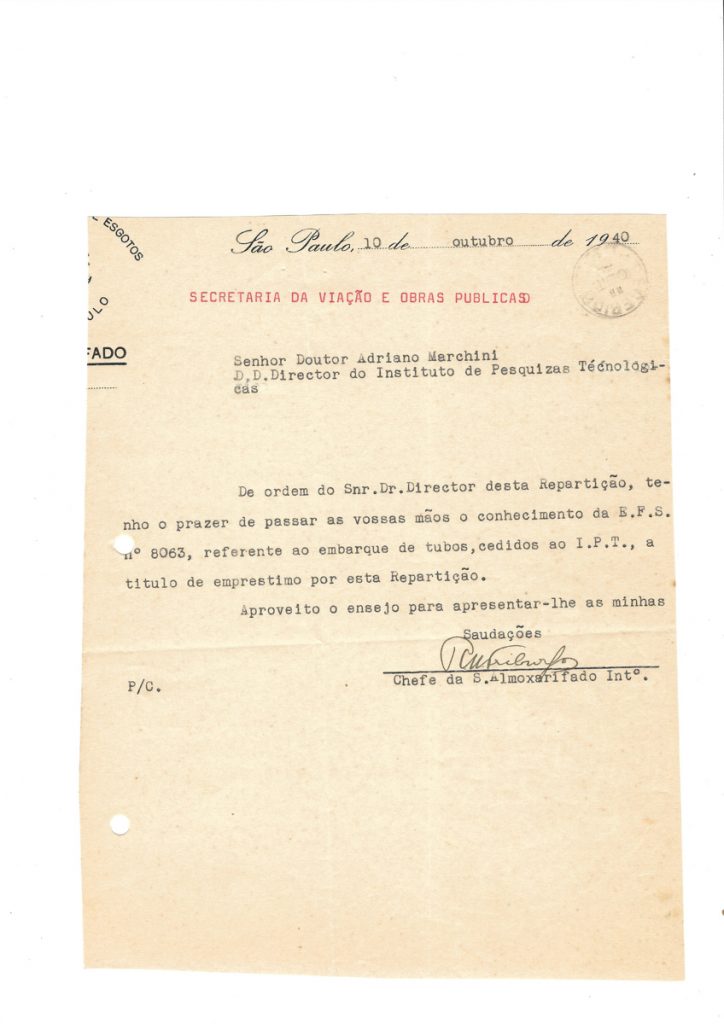 ESGOTOS
ULO
FADO
São Paulo, 10 de outubro de 1940
SECRETARIA DA VIAÇÃO E OBRAS PUBLICAS
Senhor Doutor Adriano Marchini
D.D.Director do Instituto de Pesquizas Técnologi-
cas
De ordem do Snr.Dr.Director desta Repartição, te-
nho o prazer de passar as vossas mãos o conhecimento da E.F.S.
nº 8063, referente ao embarque de tubos,cedidos ao I.P.T., a
titulo de emprestimo por esta Repartição.
Aproveito o ensejo para apresentar-lhe as minhas
Saudações
Chefe da S.Almoxarifado Intº.
P/C.